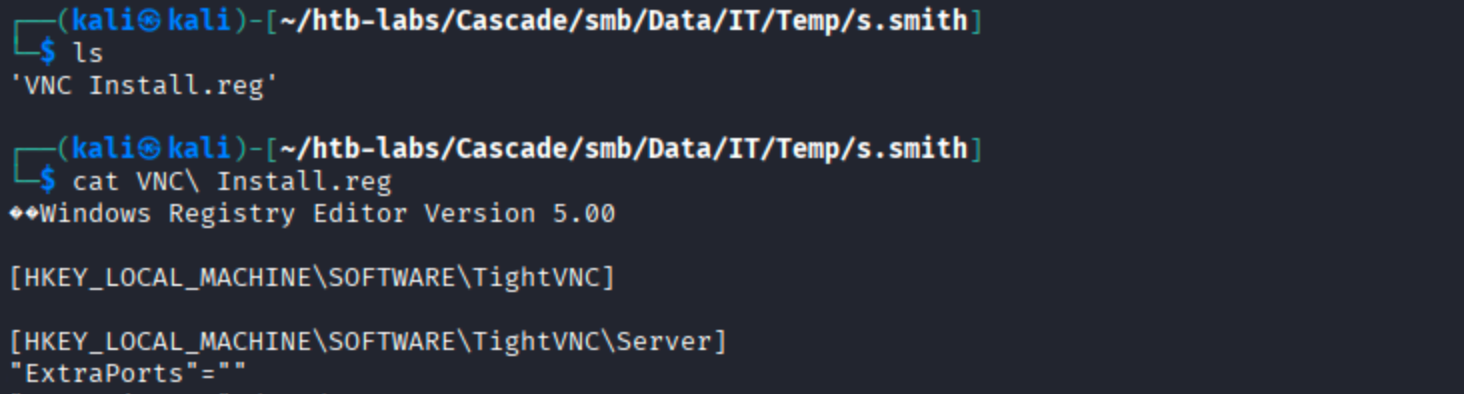 ┌──(kali㉿kali)-[~/htb-labs/Cascade/smb/Data/IT/Temp/s.smith]
└─$ ls
'VNC Install.reg'
┌──(kali㉿kali)-[~/htb-labs/Cascade/smb/Data/IT/Temp/s.smith]
└─$ cat VNC\ Install.reg
��Windows Registry Editor Version 5.00
[HKEY_LOCAL_MACHINE\SOFTWARE\TightVNC]
[HKEY_LOCAL_MACHINE\SOFTWARE\TightVNC\Server]
"ExtraPorts"=""